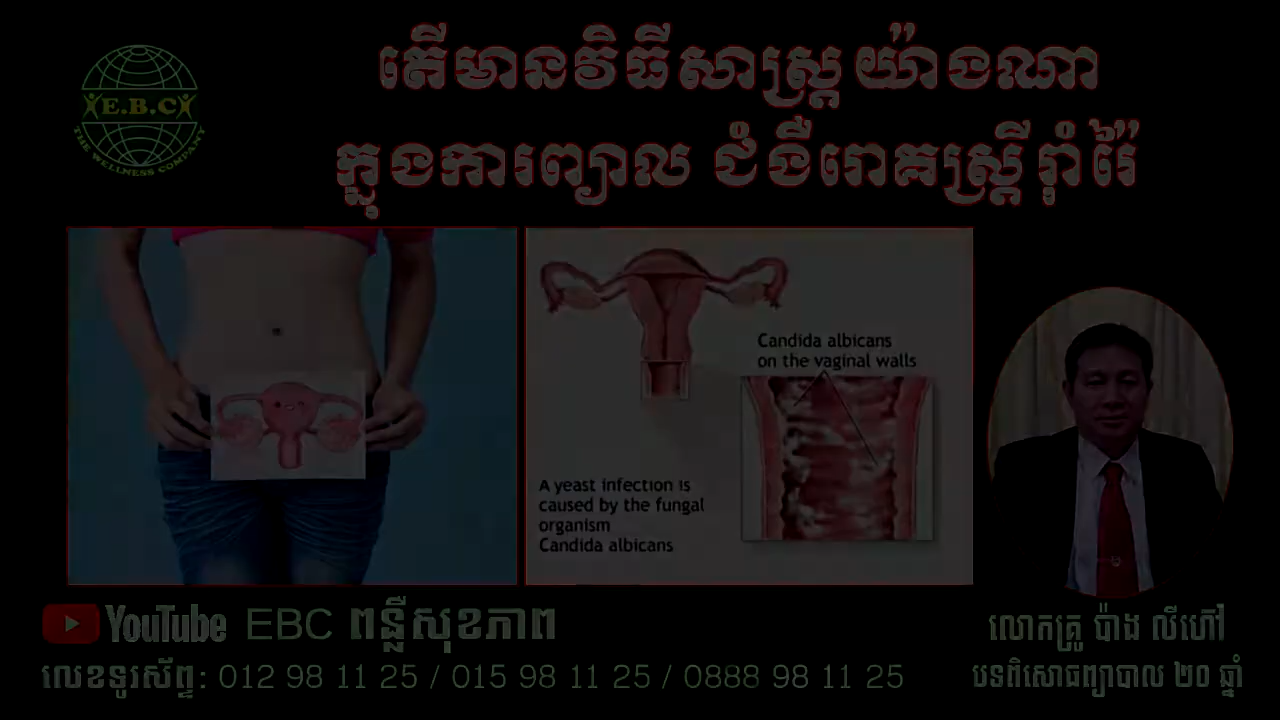 E.B.C
THE WELLNESS COMPANY
តើមានវិធីសាស្ត្រយ៉ាងណា
ក្នុងការព្យាល ជំងឺរោគស្ត្រីរ៉ាំរ៉ៃ
Candida albicans
on the vaginal walls
A yeast infection is
caused by the fungal
organism
Candida albicans
YouTube EBC ពន្លឺសុខភាព
លេខទូរស័ព្ទ: 012 98 11 25 / 015 98 11 25 / 0888 98 11 25
លោកគ្រូ ប៉ាង លីហ៊ៅ
បទពិសោធព្យាបាល ២០ ឆ្នាំ